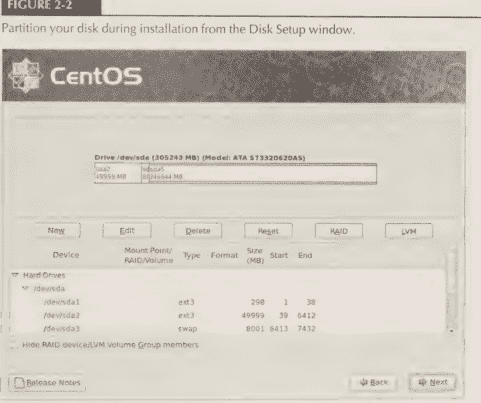 FIGURE 2-2
Partition your disk during installation from the Disk Setup window.
CentOS
Drive /dev/sda (305243 MB) (Model: ATA ST3320620AS)
sda2
49999 MB
New Edit Delete Reset RAID LVM
Device Mount Point/ RAID/Volume Type Format Size (MB) Start End
Hard Drives
/dev/sda
/dev/sda1 ext3 298 1 38
/dev/sda2 ext3 49999 39 6412
/dev/sda3 swap 8001 6413 7432
Hide RAID device/LVM Volume Group members
Release Notes Back Next